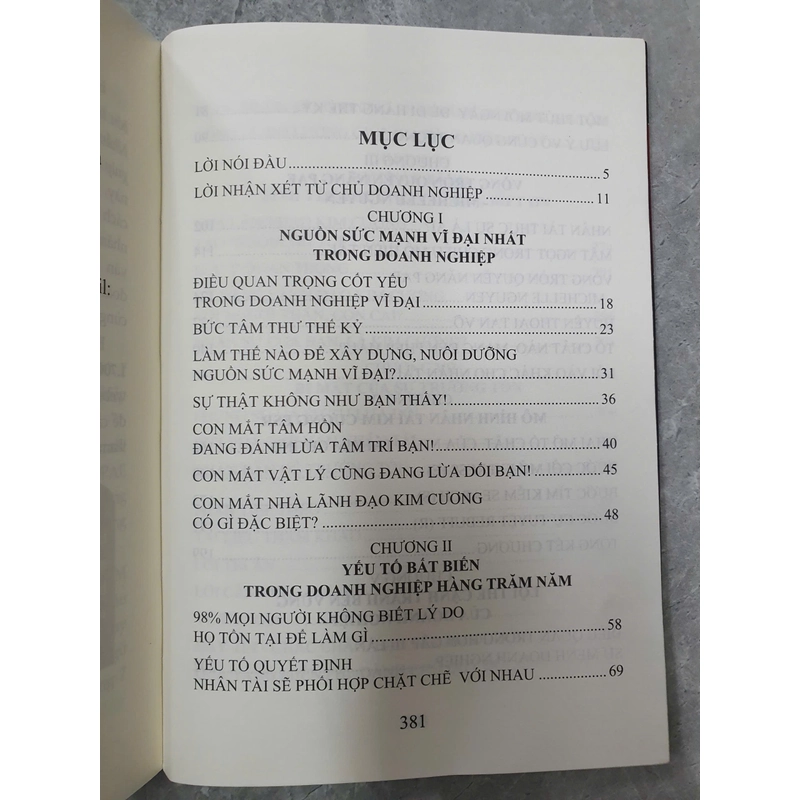 MỤC LỤC
LỜI NÓI ĐẦU 5
LỜI NHẬN XÉT TỪ CHỦ DOANH NGHIỆP 11
CHƯƠNG I
NGUỒN SỨC MẠNH VĨ ĐẠI NHẤT
TRONG DOANH NGHIỆP
ĐIỀU QUAN TRỌNG CỐT YẾU
TRONG DOANH NGHIỆP VĨ ĐẠI 18
BỨC TÂM THƯ THẾ KỶ 23
LÀM THẾ NÀO ĐỂ XÂY DỰNG, NUÔI DƯỠNG
NGUỒN SỨC MẠNH VĨ ĐẠI? 31
SỰ THẬT KHÔNG NHƯ BẠN THẤY! 36
CON MẮT TÂM HỒN
ĐANG ĐÁNH LỪA TÂM TRÍ BẠN! 40
CON MẮT VẬT LÝ CŨNG ĐANG LỪA DỐI BẠN! 45
CON MẮT NHÀ LÃNH ĐẠO KIM CƯƠNG
CÓ GÌ ĐẶC BIỆT? 48
CHƯƠNG II
YẾU TỐ BẤT BIẾN
TRONG DOANH NGHIỆP HÀNG TRĂM NĂM
98% MỌI NGƯỜI KHÔNG BIẾT LÝ DO
HỌ TỒN TẠI ĐỂ LÀM GÌ 58
YẾU TỐ QUYẾT ĐỊNH
NHÂN TÀI SẼ PHỐI HỢP CHẶT CHẼ VỚI NHAU 69
381